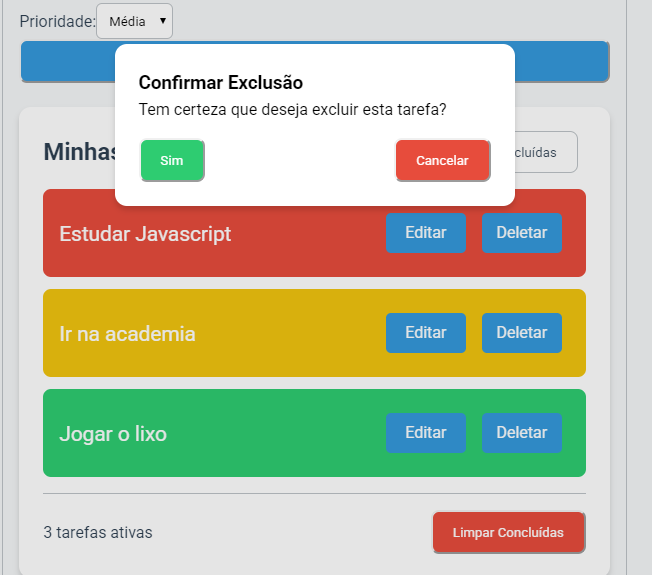 Prioridade: Média
Confirmar Exclusão
Tem certeza que deseja excluir esta tarefa?
Sim Cancelar
Minhas
Estudar Javascript Editar Deletar
Ir na academia Editar Deletar
Jogar o lixo Editar Deletar
3 tarefas ativas Limpar Concluídas